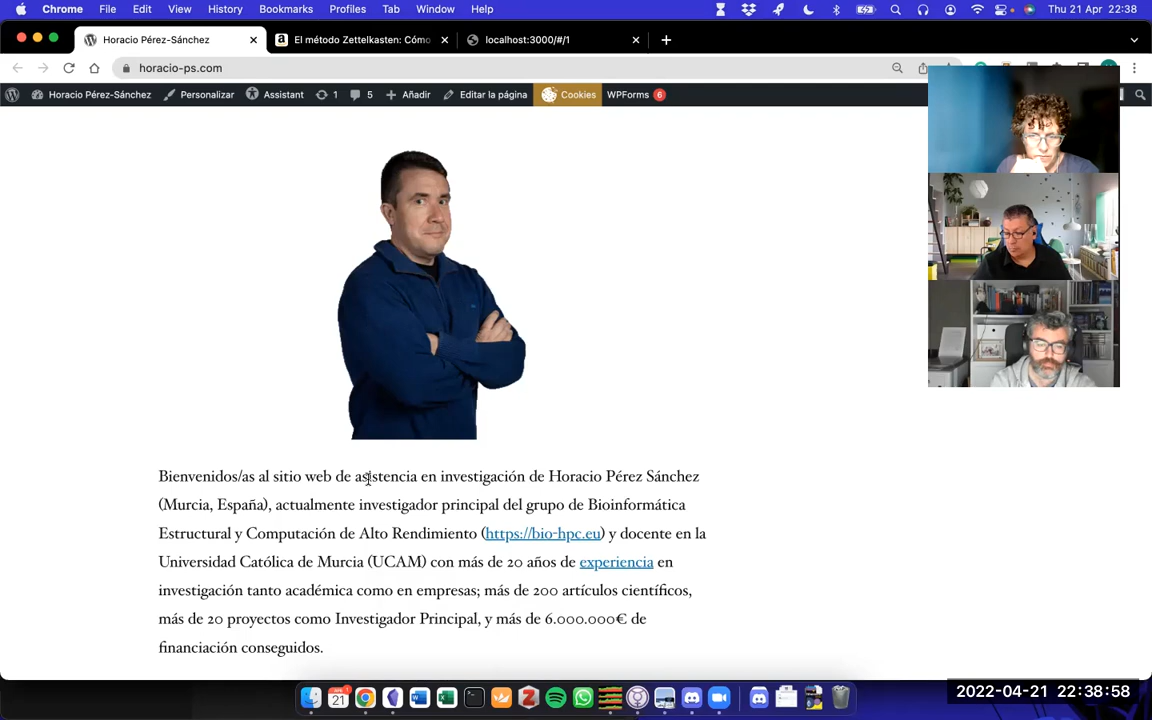 Chrome File Edit View History Bookmarks Profiles Tab Window Help Thu 21 Apr 22:38
Horacio Pérez-Sánchez
El método Zettelkasten: Cómo
localhost:3000/#/1
horacio-ps.com
Horacio Pérez-Sánchez Personalizar Assistant 1 5 Añadir Editar la página Cookies WPForms 6
Bienvenidos/as al sitio web de asistencia en investigación de Horacio Pérez Sánchez
(Murcia, España), actualmente investigador principal del grupo de Bioinformática
Estructural y Computación de Alto Rendimiento (https://bio-hpc.eu) y docente en la
Universidad Católica de Murcia (UCAM) con más de 20 años de experiencia en
investigación tanto académica como en empresas; más de 200 artículos científicos,
más de 20 proyectos como Investigador Principal, y más de 6.000.000€ de
financiación conseguidos.
2022-04-21 22:38:58